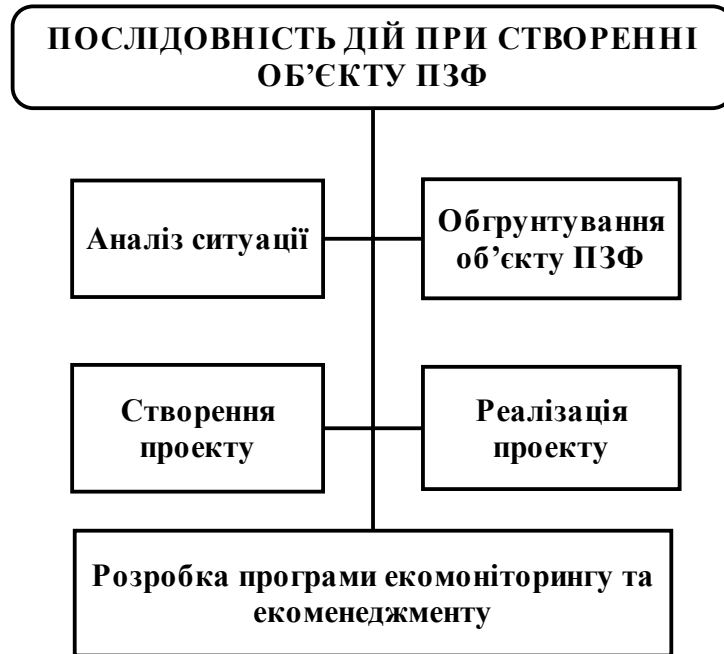 ПОСЛІДОВНІСТЬ ДІЙ ПРИ СТВОРЕННІ
ОБ’ЄКТУ ПЗФ
Аналіз ситуації
Обгрунтування
об’єкту ПЗФ
Створення
проекту
Реалізація
проекту
Розробка програми екомоніторингу та
екоменеджменту